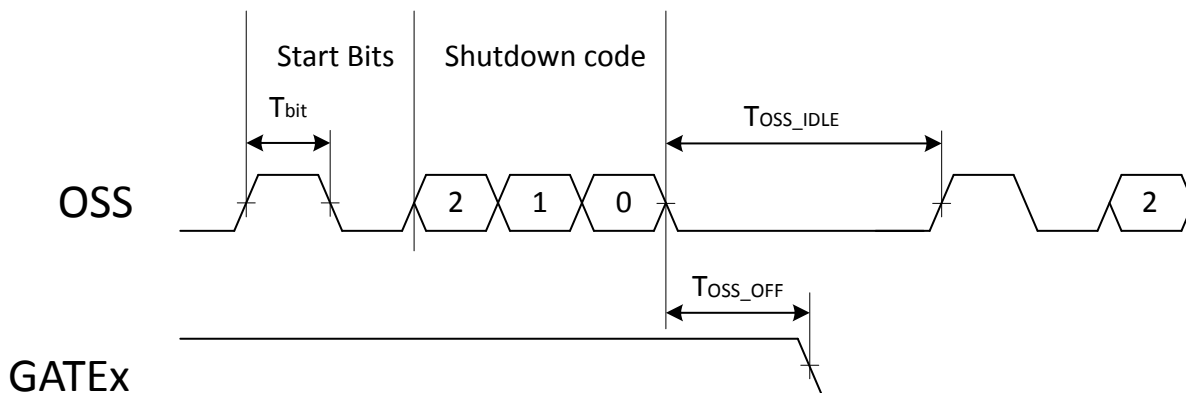 Start Bits Shutdown code
Tbit
TOSS_IDLE
OSS 2 1 0 2
TOSS_OFF
GATEx